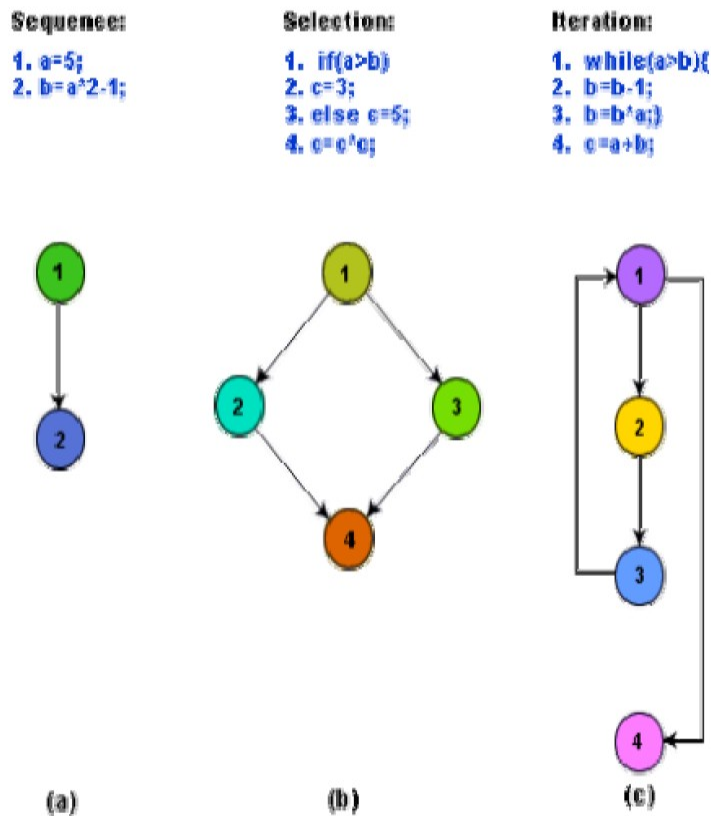 Sequence:
1. a=5;
2. b=a*2-1;
Selection:
1. if(a>b)
2. c=3;
3. else c=5;
4. c=c*c;
Iteration:
1. while(a>b){
2. b=b-1;
3. b=b*a;}
4. c=a+b;
1
2
(a)
1
2
3
4
(b)
1
2
3
4
(c)